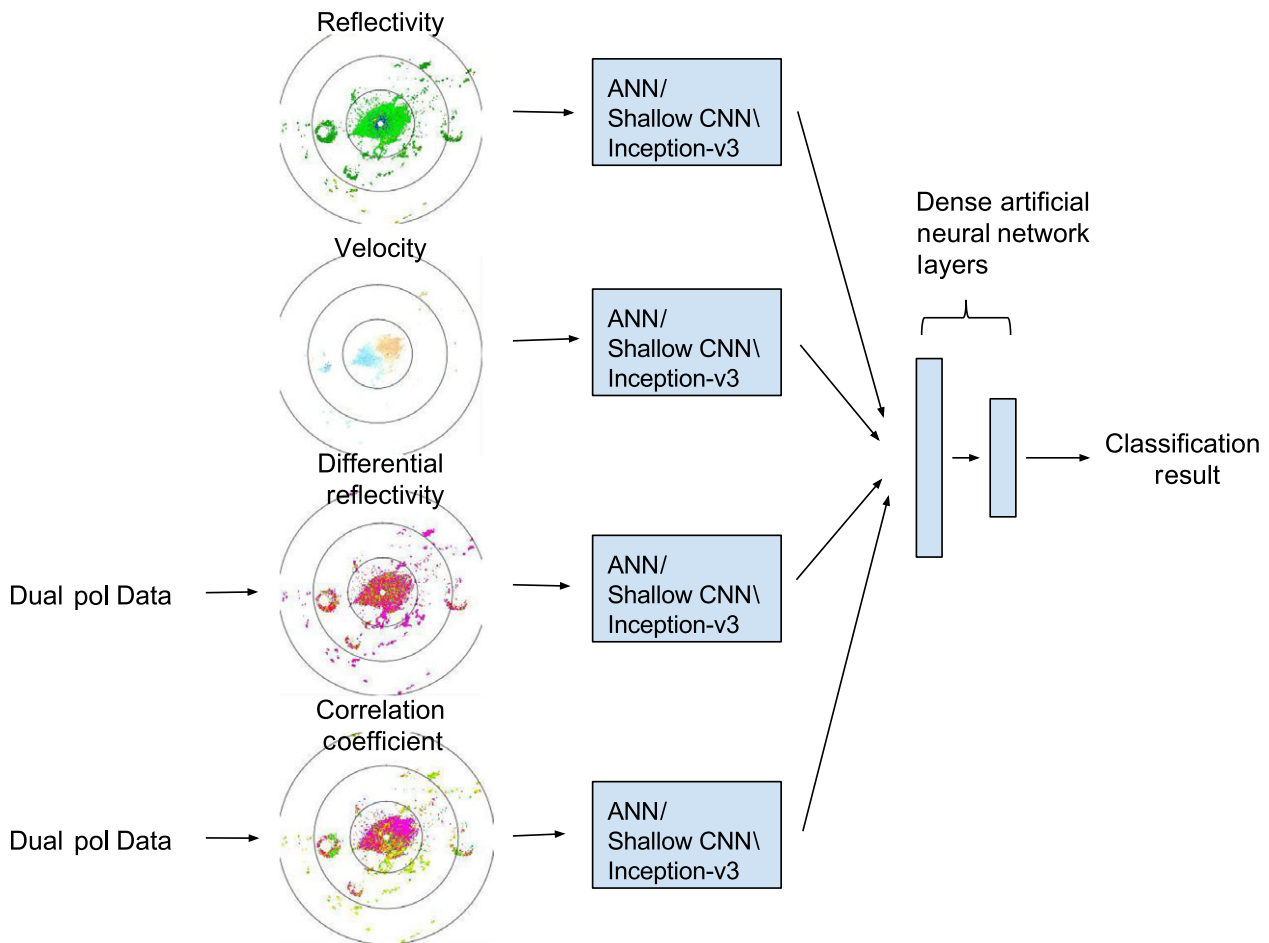 Reflectivity
ANN/
Shallow CNN\
Inception-v3
Velocity
ANN/
Shallow CNN\
Inception-v3
Dense artificial
neural network
layers
Classification
result
Differential
reflectivity
Dual pol Data
ANN/
Shallow CNN\
Inception-v3
Correlation
coefficient
Dual pol Data
ANN/
Shallow CNN\
Inception-v3